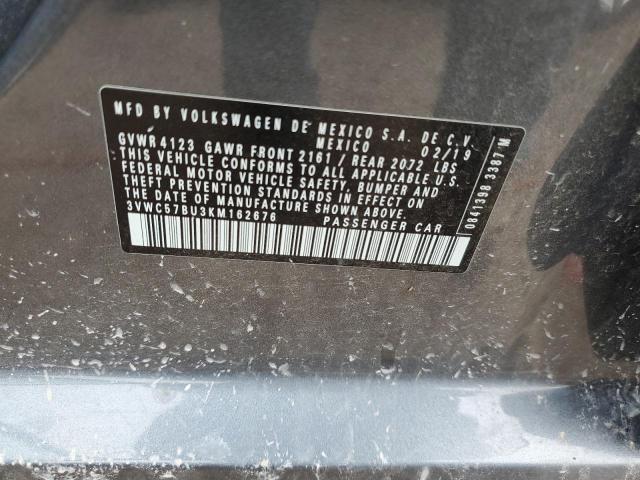 MFD BY VOLKSWAGEN DE MEXICO S.A. DE C.V.
MEXICO 02/19
GVWR 4123 GAWR FRONT 2161 / REAR 2072 LBS
THIS VEHICLE CONFORMS TO ALL APPLICABLE U.S.
FEDERAL MOTOR VEHICLE SAFETY, BUMPER AND
THEFT PREVENTION STANDARDS IN EFFECT ON
THE DATE OF MANUFACTURE SHOWN ABOVE.
3VWC57BU3KM162676 PASSENGER CAR
0841398 3387 M